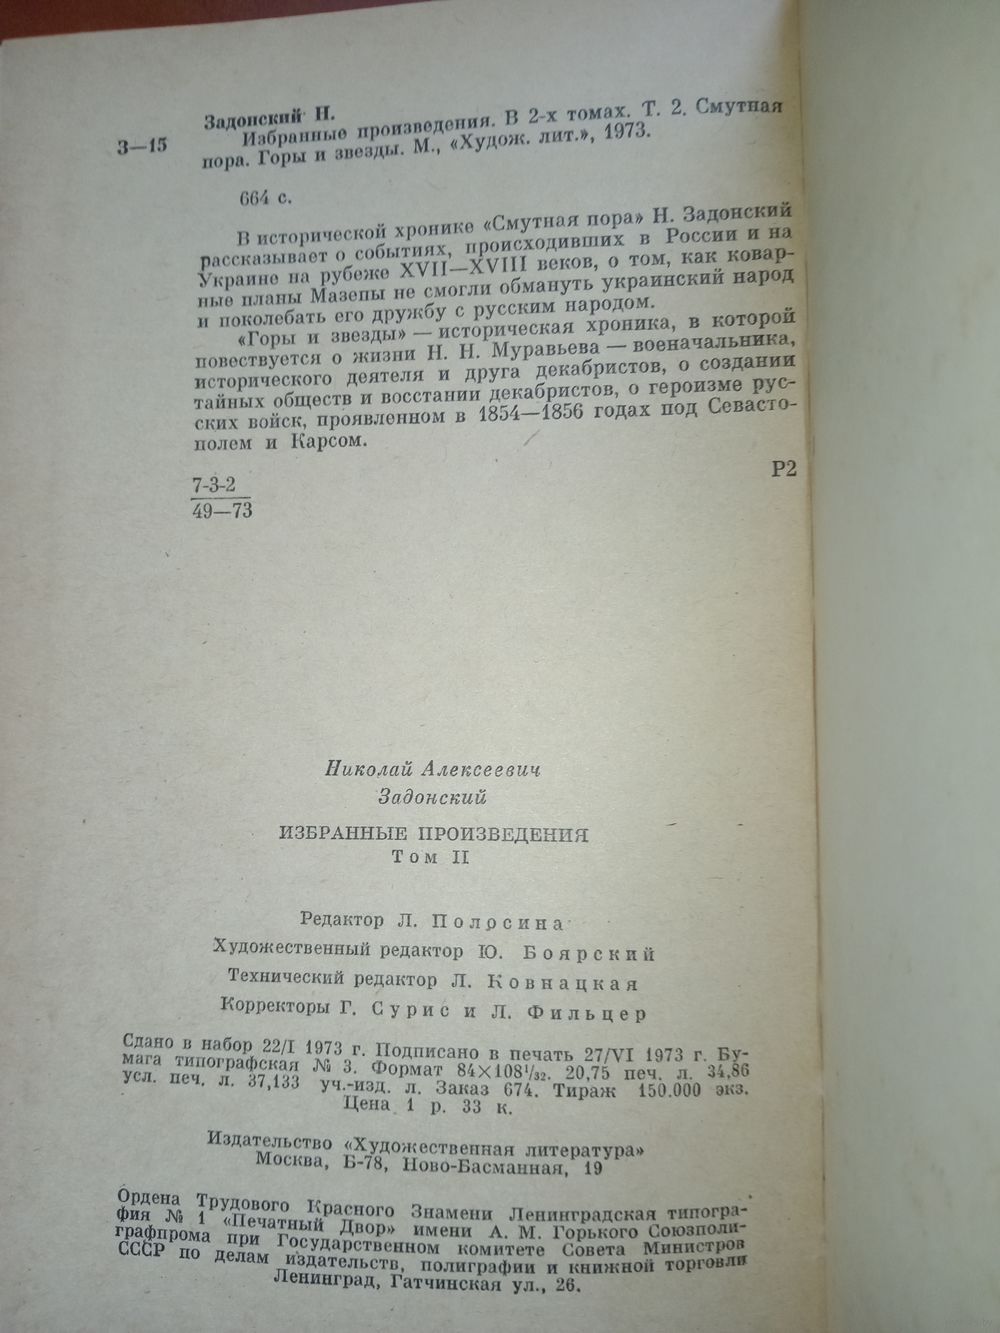 Задонский Н.
З—15
Избранные произведения. В 2-х томах. Т. 2. Смутная
пора. Горы и звезды. М., «Худож. лит.», 1973.
664 с.
В исторической хронике «Смутная пора» Н. Задонский
рассказывает о событиях, происходивших в России и на
Украине на рубеже XVII—XVIII веков, о том, как ковар-
ные планы Мазепы не смогли обмануть украинский народ
и поколебать его дружбу с русским народом.
«Горы и звезды» — историческая хроника, в которой
повествуется о жизни Н. Н. Муравьева — военачальника,
исторического деятеля и друга декабристов, о создании
тайных обществ и восстании декабристов, о героизме рус-
ских войск, проявленном в 1854—1856 годах под Севасто-
полем и Карсом.
7-3-2
49—73
Р2
Николай Алексеевич
Задонский
ИЗБРАННЫЕ ПРОИЗВЕДЕНИЯ
Том II
Редактор Л. Полосина
Художественный редактор Ю. Боярский
Технический редактор Л. Ковнацкая
Корректоры Г. Сурис и Л. Фильцер
Сдано в набор 22/I 1973 г. Подписано в печать 27/VI 1973 г. Бу-
мага типографская № 3. Формат 84×108¹/₃₂. 20,75 печ. л. 34,86
усл. печ. л. 37,133 уч.-изд. л. Заказ 674. Тираж 150.000 экз.
Цена 1 р. 33 к.
Издательство «Художественная литература»
Москва, Б-78, Ново-Басманная, 19
Ордена Трудового Красного Знамени Ленинградская типогра-
фия № 1 «Печатный Двор» имени А. М. Горького Союзполи-
графпрома при Государственном комитете Совета Министров
СССР по делам издательств, полиграфии и книжной торговли
Ленинград, Гатчинская ул., 26.